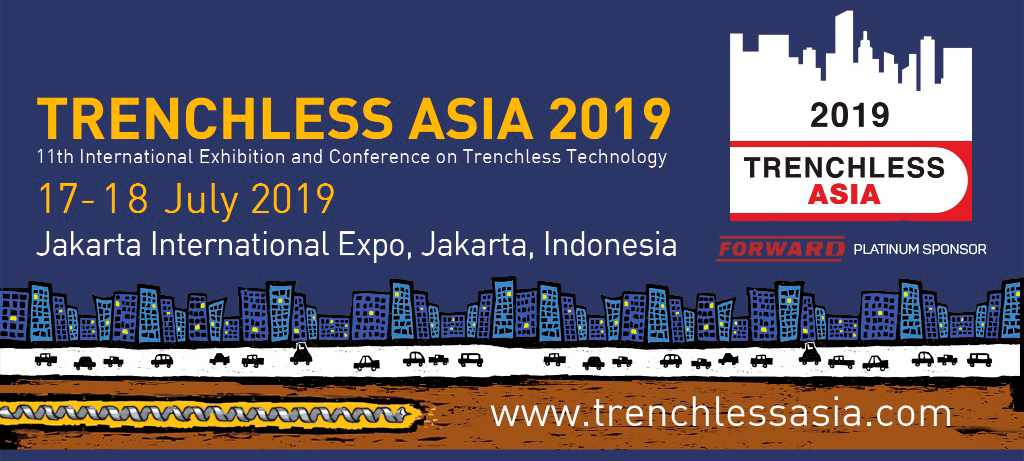 TRENCHLESS ASIA 2019
11th International Exhibition and Conference on Trenchless Technology
17-18 July 2019
Jakarta International Expo, Jakarta, Indonesia
2019
TRENCHLESS
ASIA
FORWARD PLATINUM SPONSOR
www.trenchlessasia.com